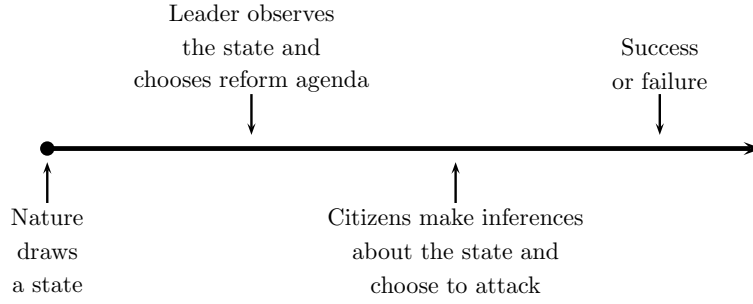 Leader observes
the state and
chooses reform agenda
Success
or failure
Nature
draws
a state
Citizens make inferences
about the state and
choose to attack